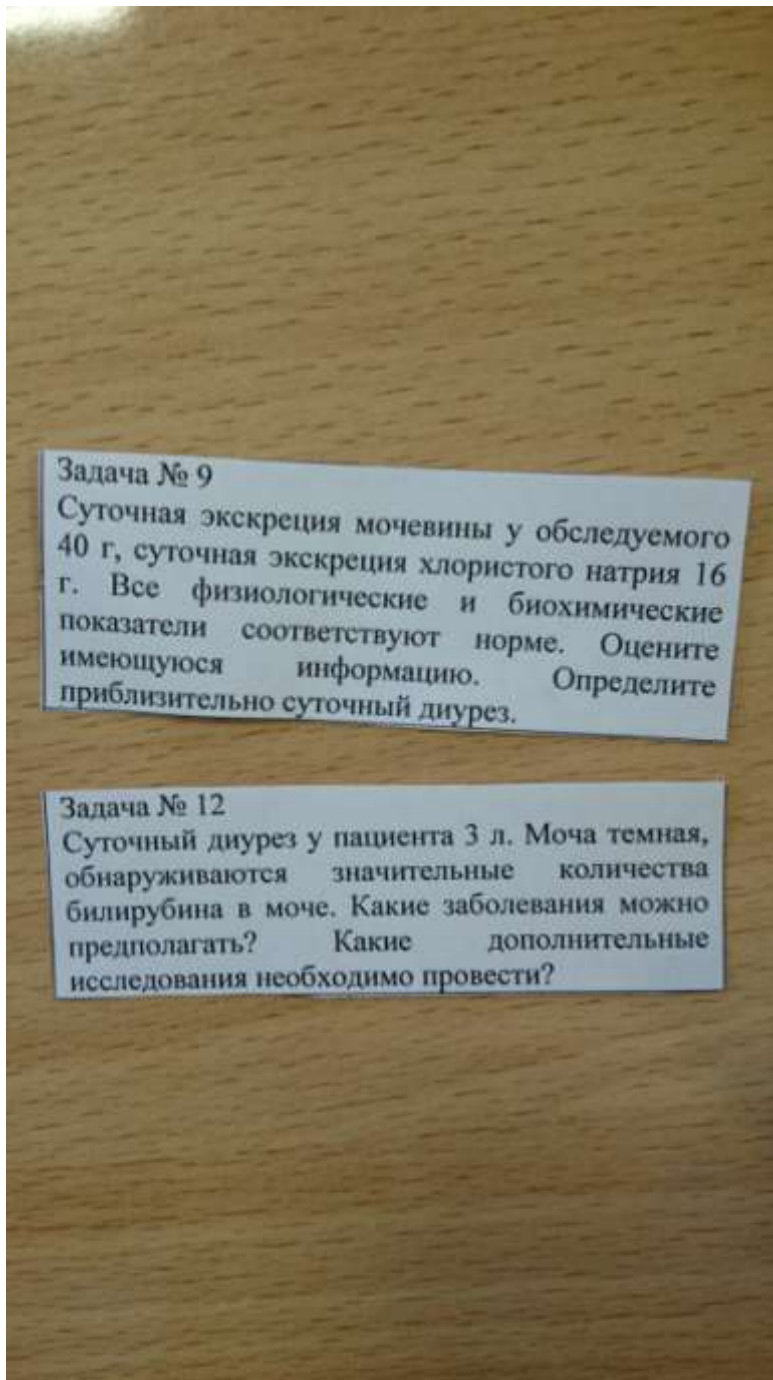 Задача № 9
Суточная экскреция мочевины у обследуемого
40 г, суточная экскреция хлористого натрия 16
г. Все физиологические и биохимические
показатели соответствуют норме. Оцените
имеющуюся информацию. Определите
приблизительно суточный диурез.
Задача № 12
Суточный диурез у пациента 3 л. Моча темная,
обнаруживаются значительные количества
билирубина в моче. Какие заболевания можно
предполагать? Какие дополнительные
исследования необходимо провести?